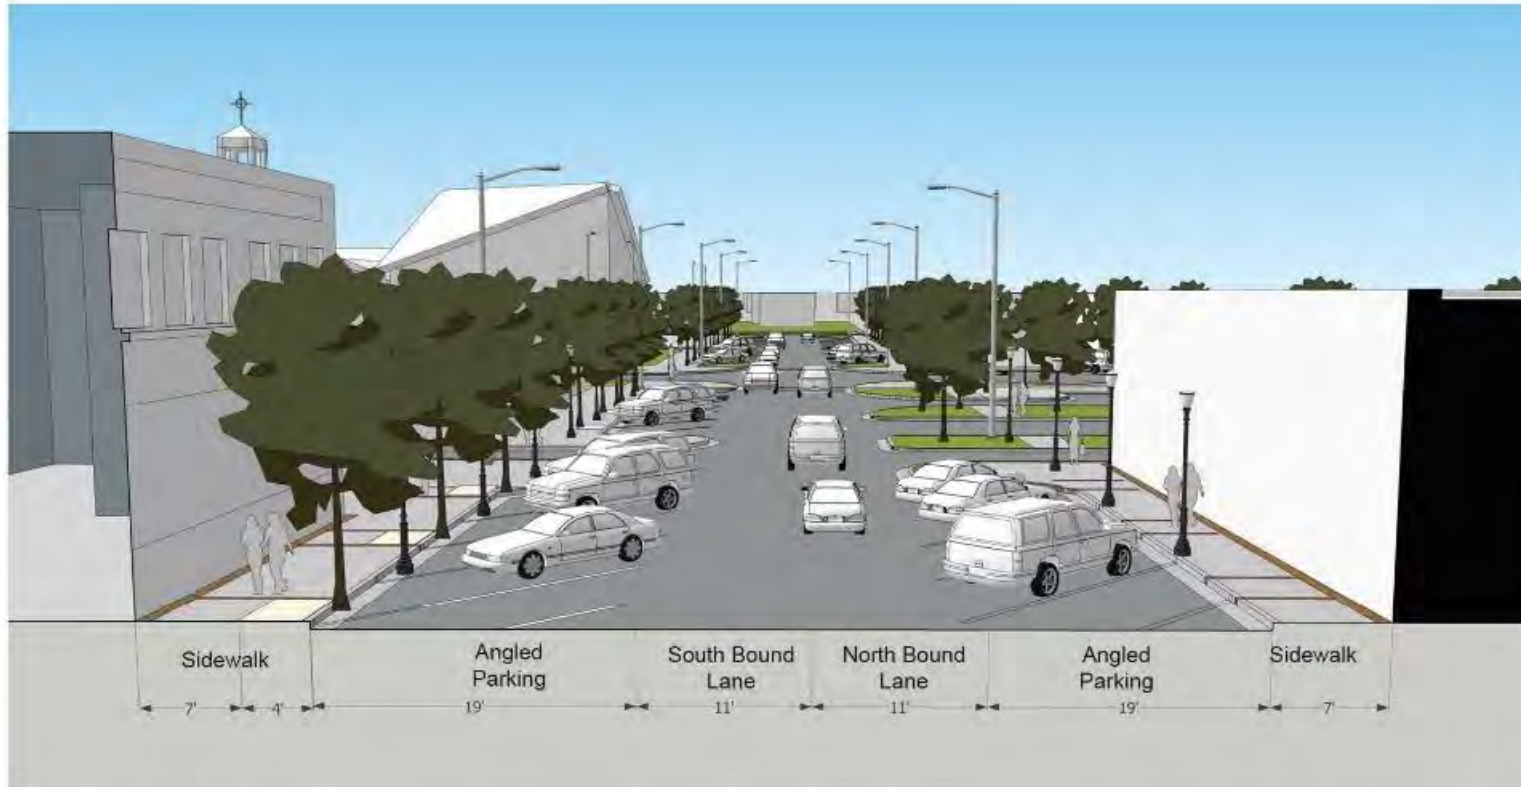 Sidewalk
Angled
Parking
South Bound
Lane
North Bound
Lane
Angled
Parking
Sidewalk
7'
4'
19'
11'
11'
19'
7'